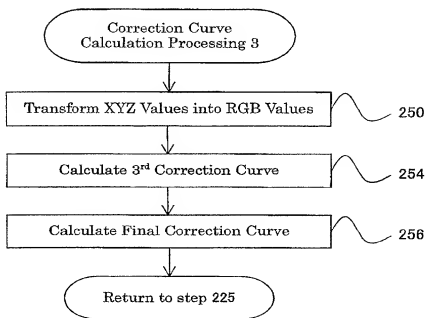 Correction Curve
Calculation Processing 3
Transform XYZ Values into RGB Values
250
Calculate 3rd Correction Curve
254
Calculate Final Correction Curve
256
Return to step 225